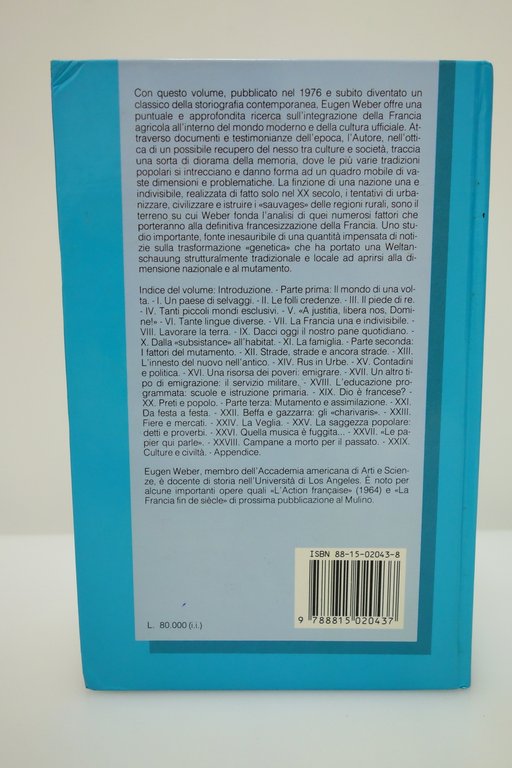 Con questo volume, pubblicato nel 1976 e subito diventato un
classico della storiografia contemporanea, Eugen Weber offre una
puntuale e approfondita ricerca sull'integrazione della Francia
agricola all'interno del mondo moderno e della cultura ufficiale. At-
traverso documenti e testimonianze dell'epoca, l'Autore, nell'otti-
ca di un possibile recupero del nesso tra culture e società, traccia
una sorta di diorama della memoria, dove le più varie tradizioni
popolari si intrecciano e danno forma ad un quadro mobile di va-
ste dimensioni e problematiche. La finzione di una nazione una e
indivisibile, realizzata di fatto solo nel XX secolo, i tentativi di urba-
nizzare, civilizzare e istruire i «sauvages» delle regioni rurali, sono il
terreno su cui Weber fonda l'analisi di quei numerosi fattori che
porteranno alla definitiva francesizzazione della Francia. Uno stu-
dio importante, fonte inesauribile di una quantità impensata di noti-
zie sulla trasformazione «genetica» che ha portato una Weltan-
schauung strutturalmente tradizionale e locale ad aprirsi alla di-
mensione nazionale e al mutamento.
Indice del volume: Introduzione. - Parte prima: Il mondo di una vol-
ta. - I. Un paese di selvaggi. - II. Le folli credenze. - III. Il piede di re.
- IV. Tanti piccoli mondi esclusivi. - V. «A justitia, libera nos, Domi-
ne!» - VI. Tante lingue diverse. - VII. La Francia una e indivisibile. -
VIII. Lavorare la terra. - IX. Dacci oggi il nostro pane quotidiano. -
X. Dalla «subsistance» all'habitat. - XI. La famiglia. - Parte seconda:
I fattori del mutamento. - XII. Strade, strade e ancora strade. - XIII.
L'innesto del nuovo nell'antico. - XIV. Rus in Urbe. - XV. Contadini
e politica. - XVI. Una risorsa dei poveri: emigrare. - XVII. Un altro ti-
po di emigrazione: il servizio militare. - XVIII. L'educazione pro-
grammata: scuole e istruzione primaria. - XIX. Dio è francese? -
XX. Preti e popolo. - Parte terza: Mutamento e assimilazione. - XXI.
Da festa a festa. - XXII. Beffa e gazzarra: gli «charivaris». - XXIII.
Fiere e mercati. - XXIV. La Veglia. - XXV. La saggezza popolare:
detti e proverbi. - XXVI. Quella musica è fuggita... - XXVII. «Le pa-
pier qui parle». - XXVIII. Campane a morto per il passato. - XXIX.
Culture e civiltà. - Appendice.
Eugen Weber, membro dell'Accademia americana di Arti e Scien-
ze, è docente di storia nell'Università di Los Angeles. È noto per
alcune importanti opere quali «L'Action française» (1964) e «La
Francia fin de siècle» di prossima pubblicazione al Mulino.
ISBN 88-15-02043-8
9 788815 020437
L. 80.000 (i.i.)